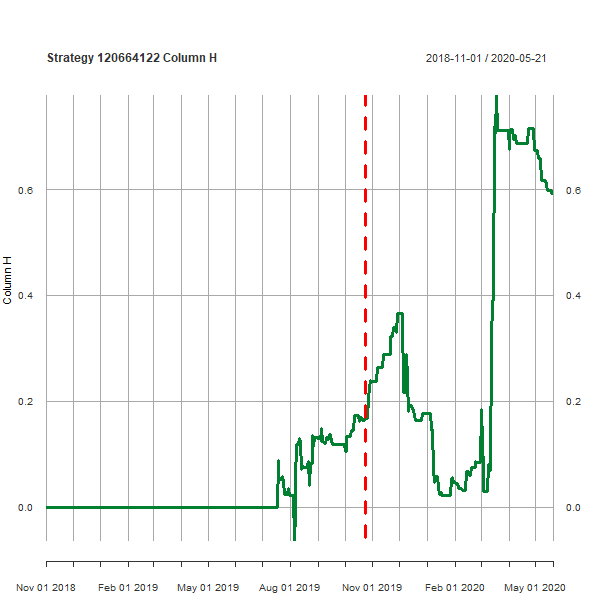 Strategy 120664122 Column H
2018-11-01 / 2020-05-21
Column H
0.6
0.6
0.4
0.4
0.2
0.2
0.0
0.0
Nov 01 2018
Feb 01 2019
May 01 2019
Aug 01 2019
Nov 01 2019
Feb 01 2020
May 01 2020